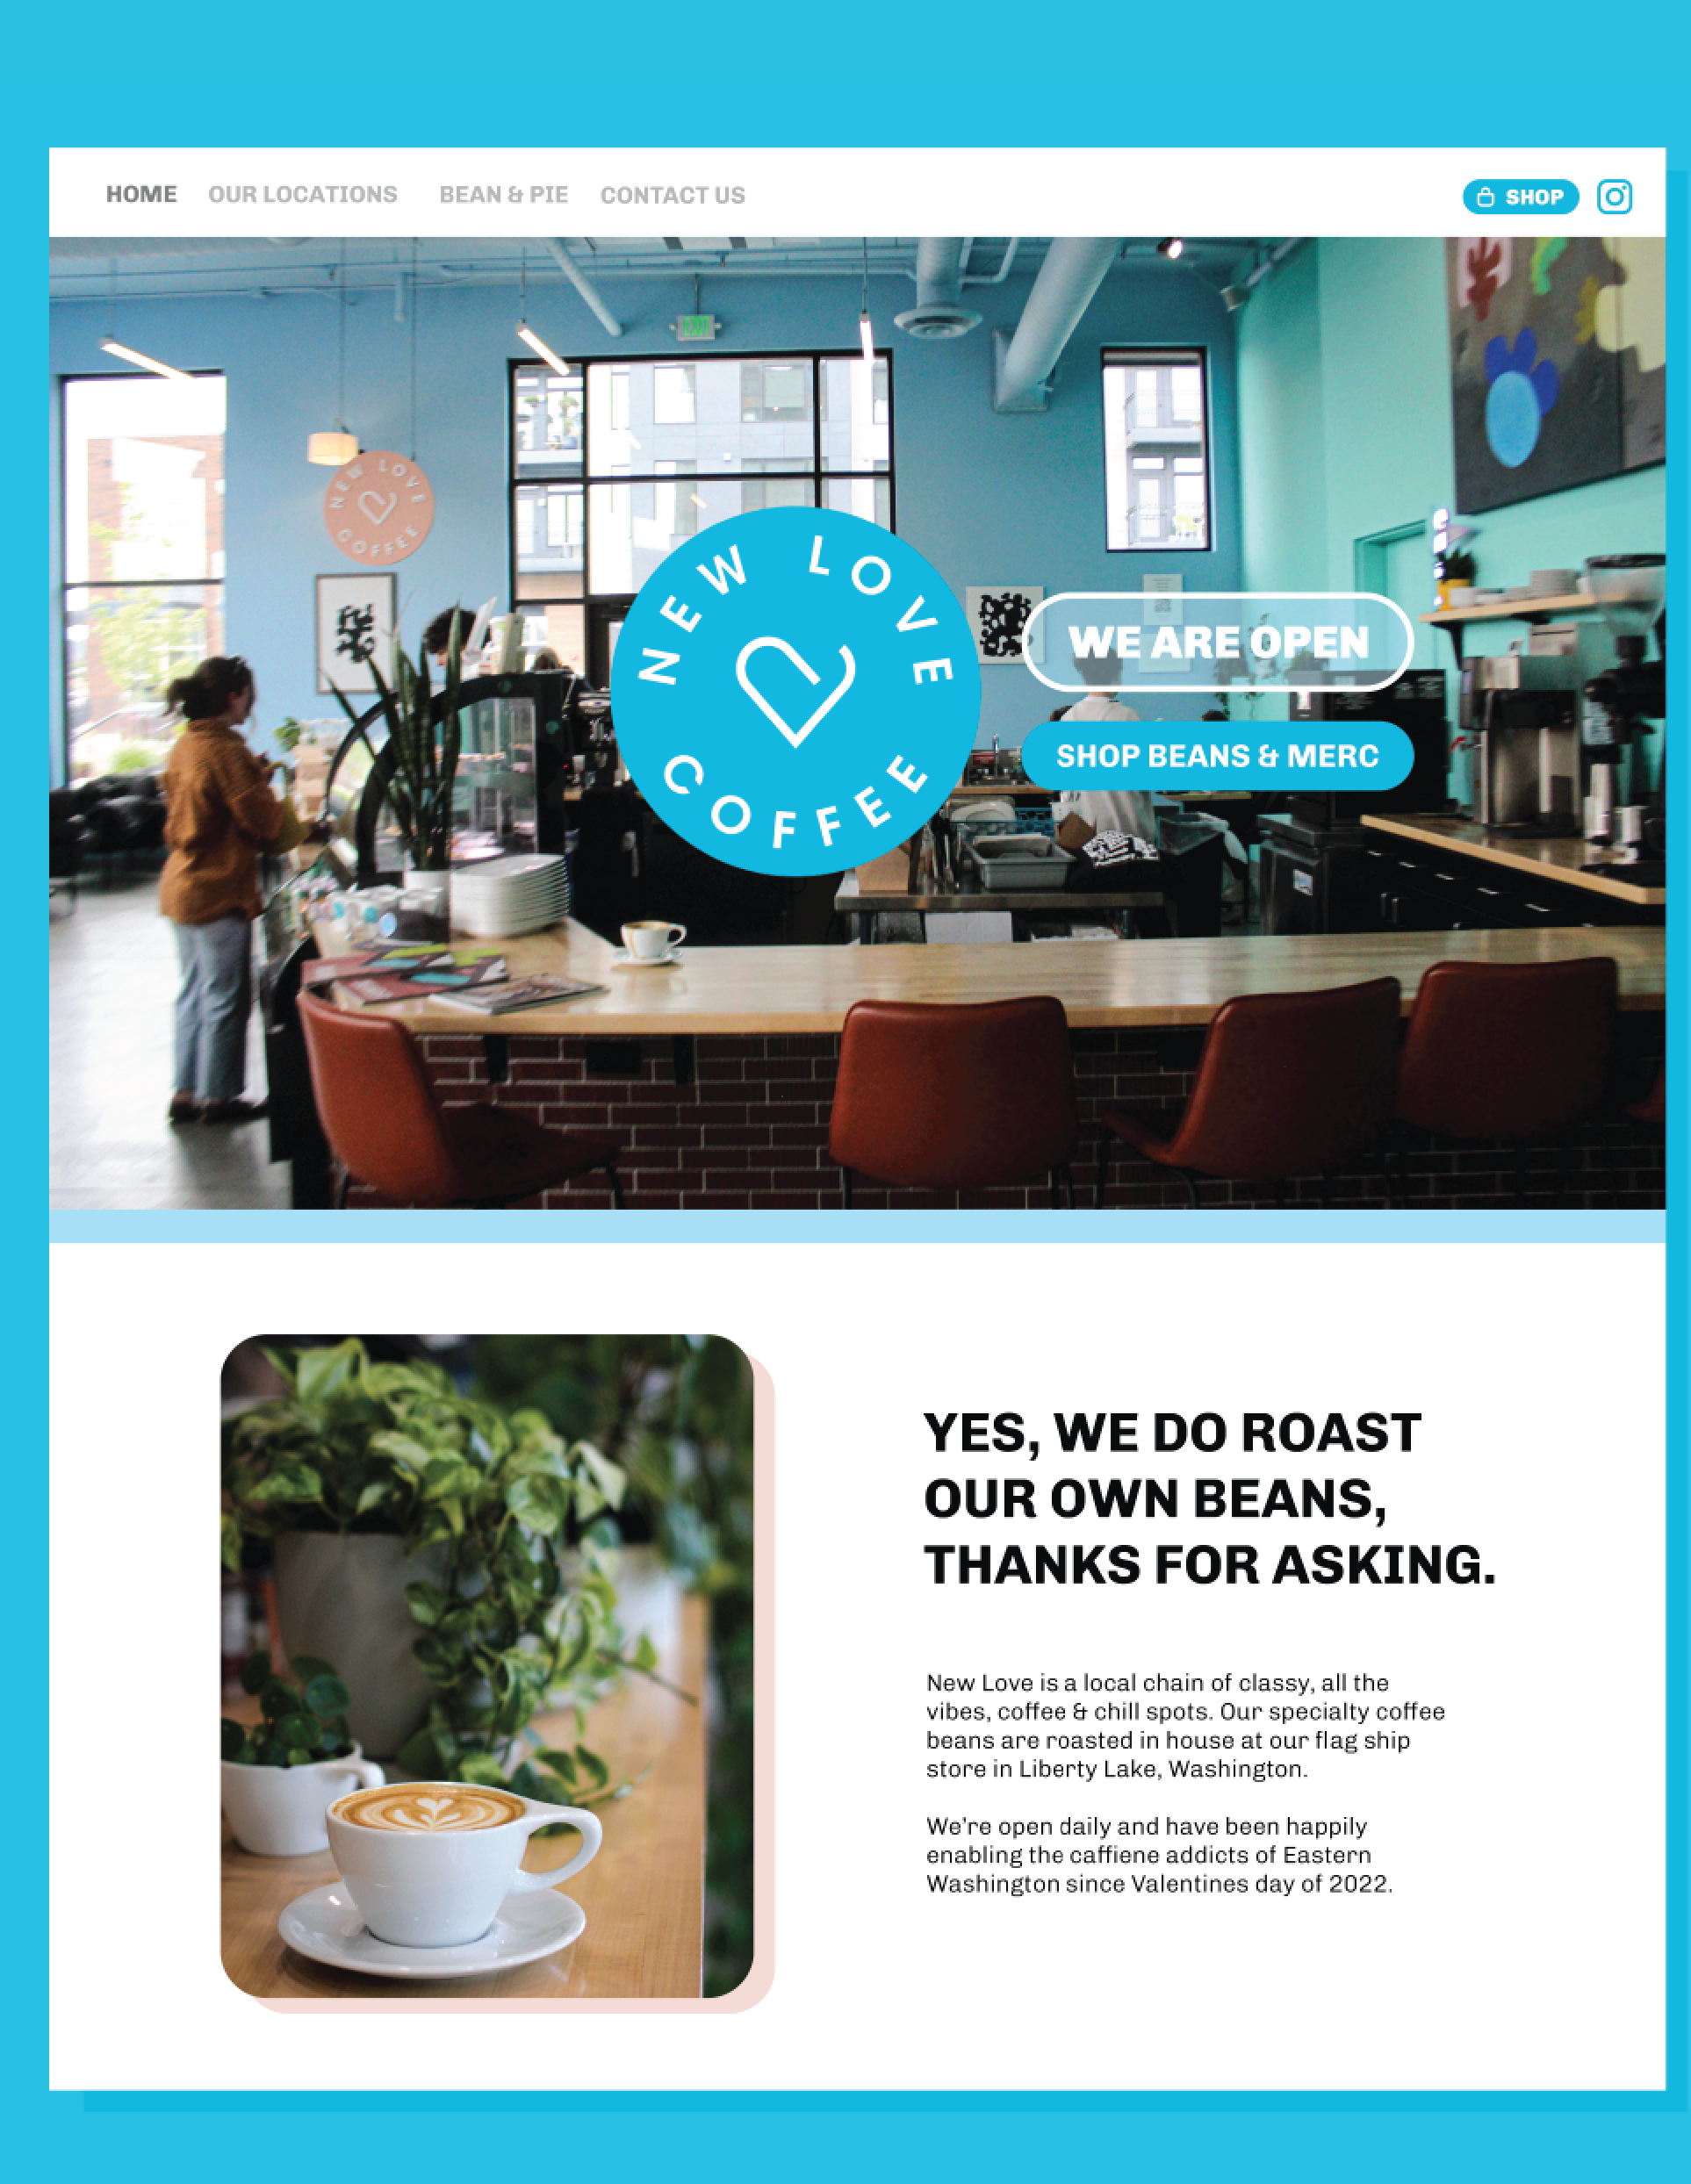 HOME OUR LOCATIONS BEAN & PIE CONTACT US SHOP
EXIT
NEW LOVE
COFFEE
NEW LOVE
COFFEE
WE ARE OPEN
SHOP BEANS & MERC
YES, WE DO ROAST
OUR OWN BEANS,
THANKS FOR ASKING.
New Love is a local chain of classy, all the
vibes, coffee & chill spots. Our specialty coffee
beans are roasted in house at our flag ship
store in Liberty Lake, Washington.
We're open daily and have been happily
enabling the caffiene addicts of Eastern
Washington since Valentines day of 2022.